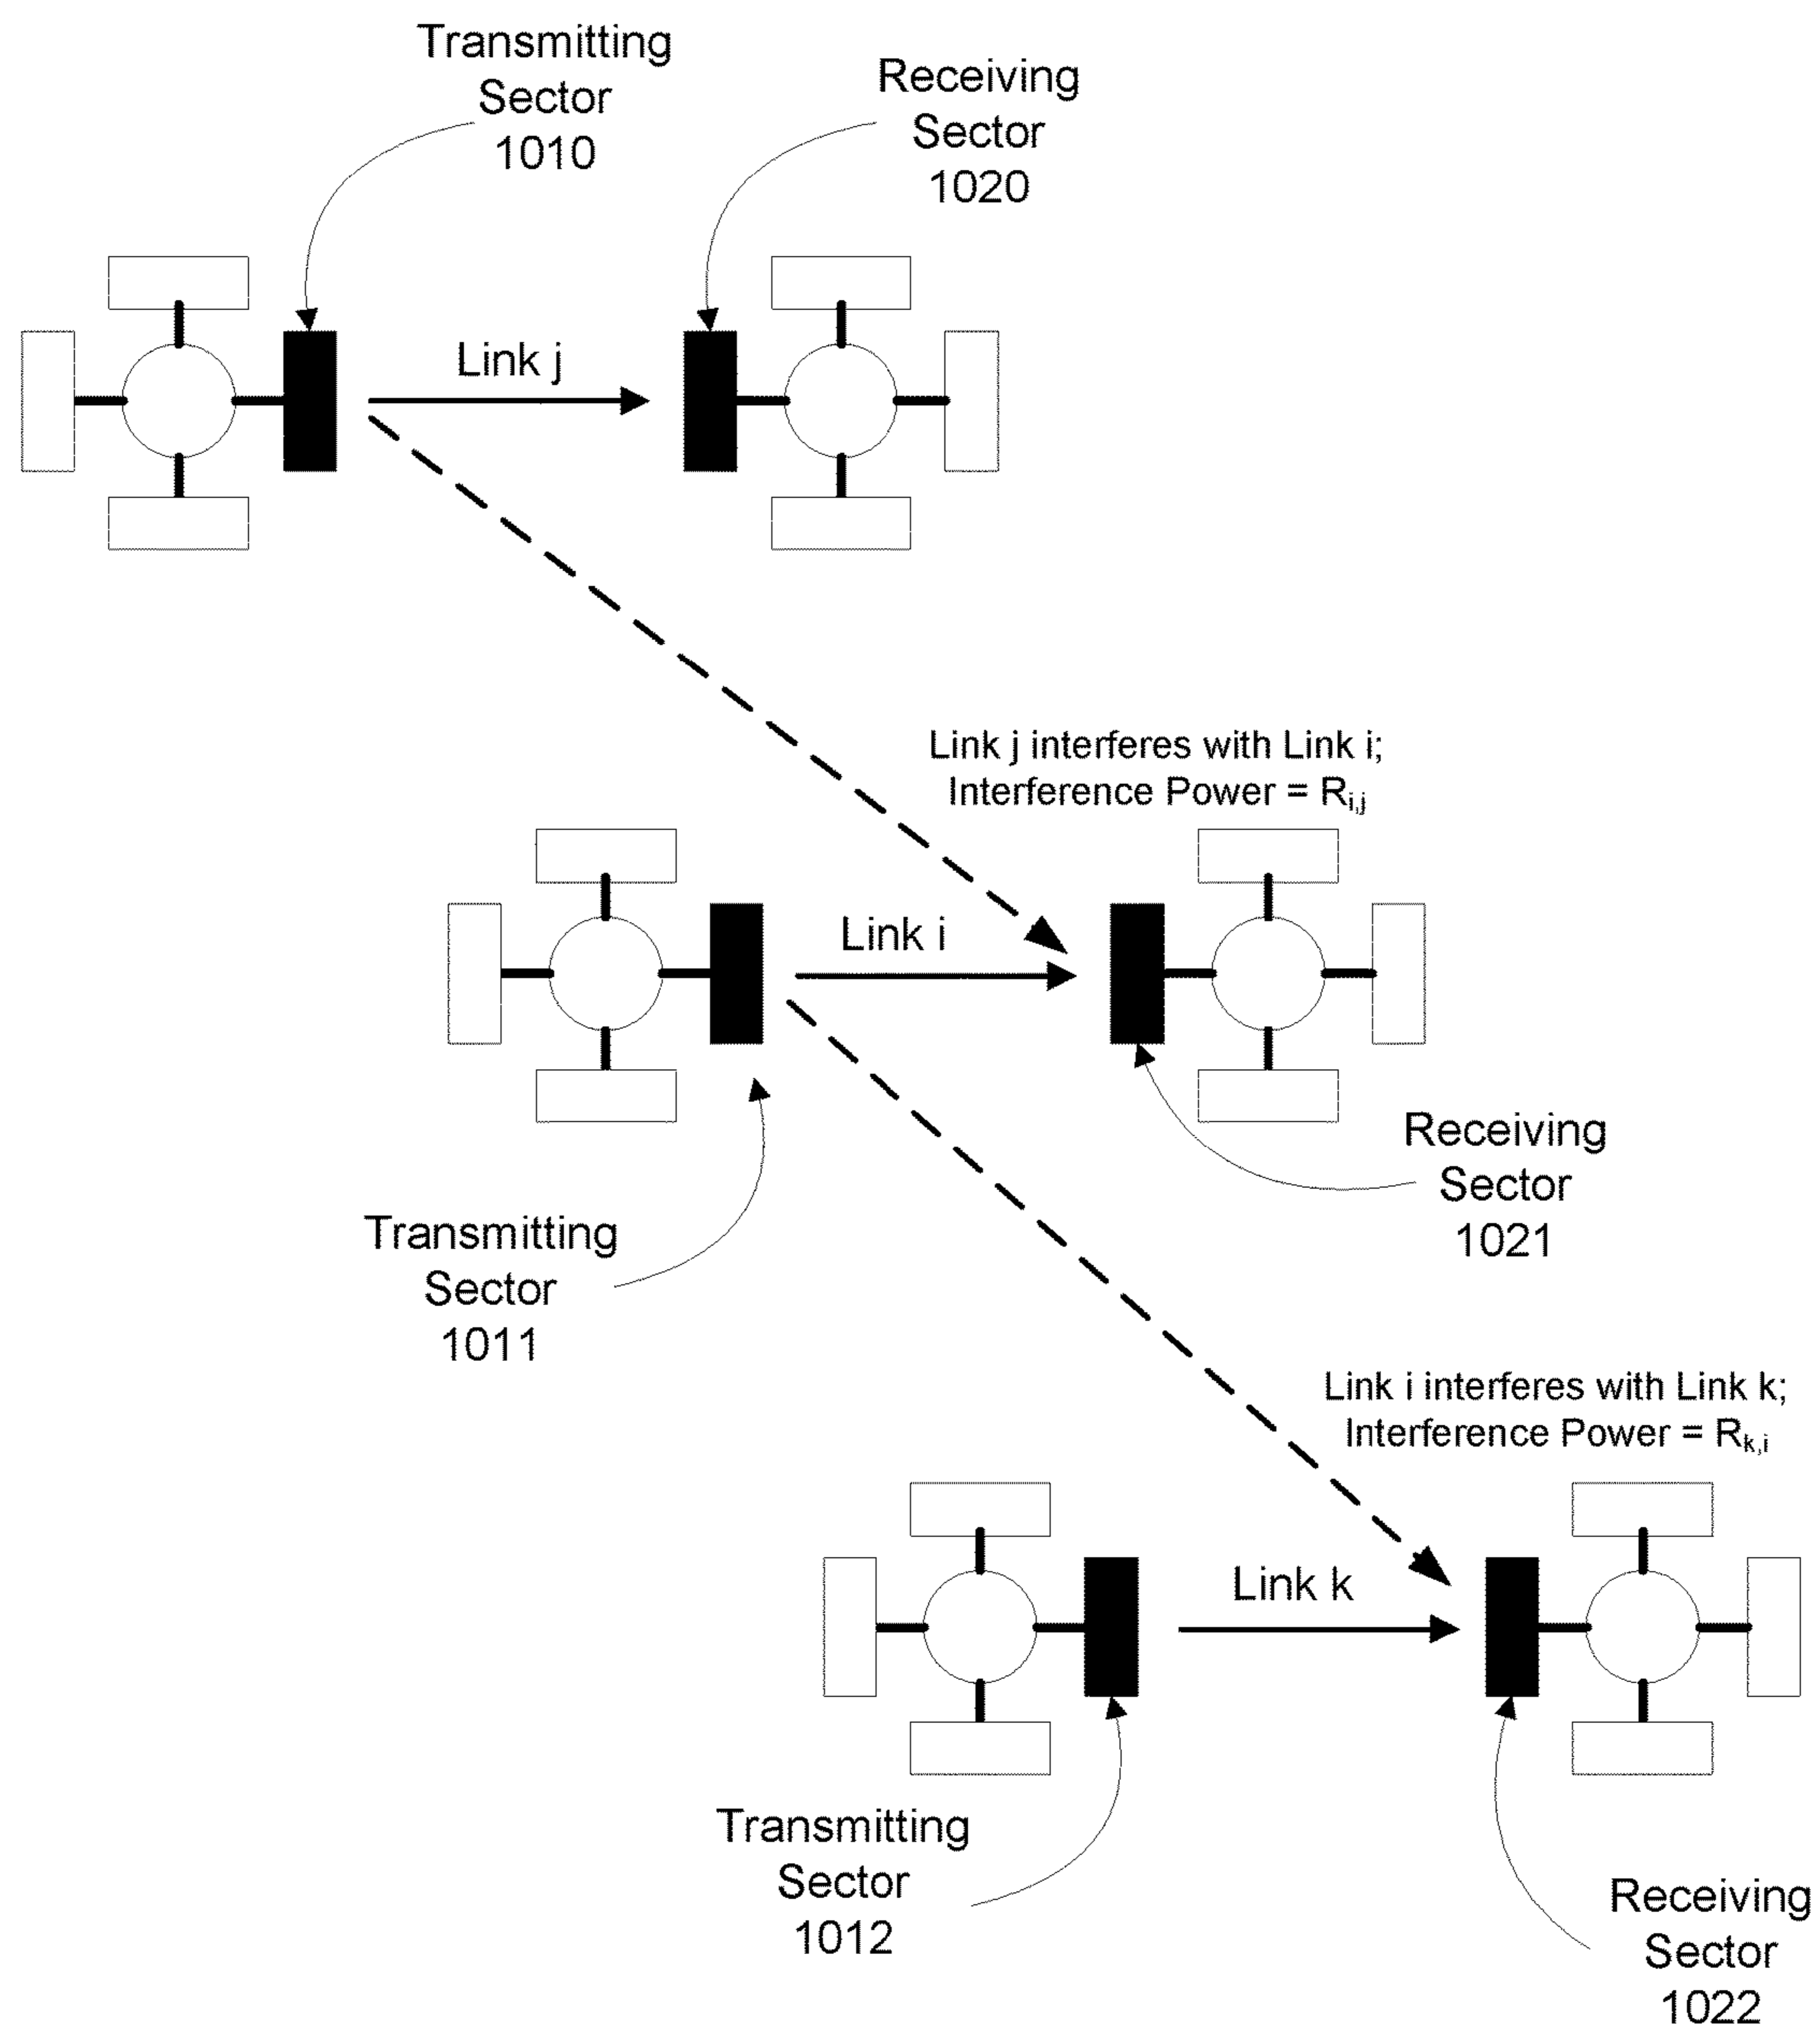 Transmitting
Sector
1010
Receiving
Sector
1020
Link j
Link j interferes with Link i;
Interference Power = Ri,j
Link i
Receiving
Sector
1021
Transmitting
Sector
1011
Link i interferes with Link k;
Interference Power = Rk,i
Link k
Transmitting
Sector
1012
Receiving
Sector
1022